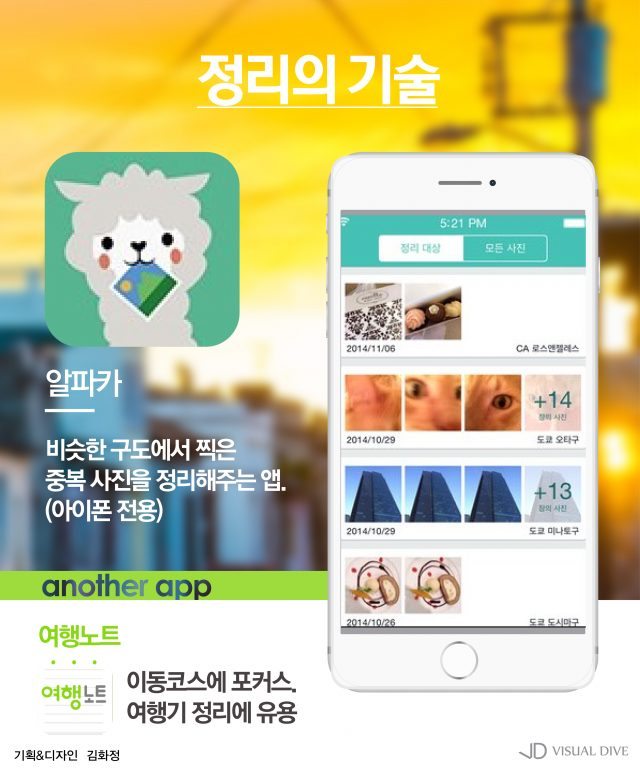 정리의 기술
5:21 PM
정리 대상
모든 사진
2014/11/06
CA 로스앤젤레스
+14
장의 사진
2014/10/29
도쿄 오타구
+13
장의 사진
2014/10/29
도쿄 미나토구
2014/10/26
도쿄 도시마구
알파카
비슷한 구도에서 찍은
중복 사진을 정리해주는 앱.
(아이폰 전용)
another app
여행노트
여행노트
이동코스에 포커스.
여행기 정리에 유용
기획&디자인 김화정
VISUAL DIVE